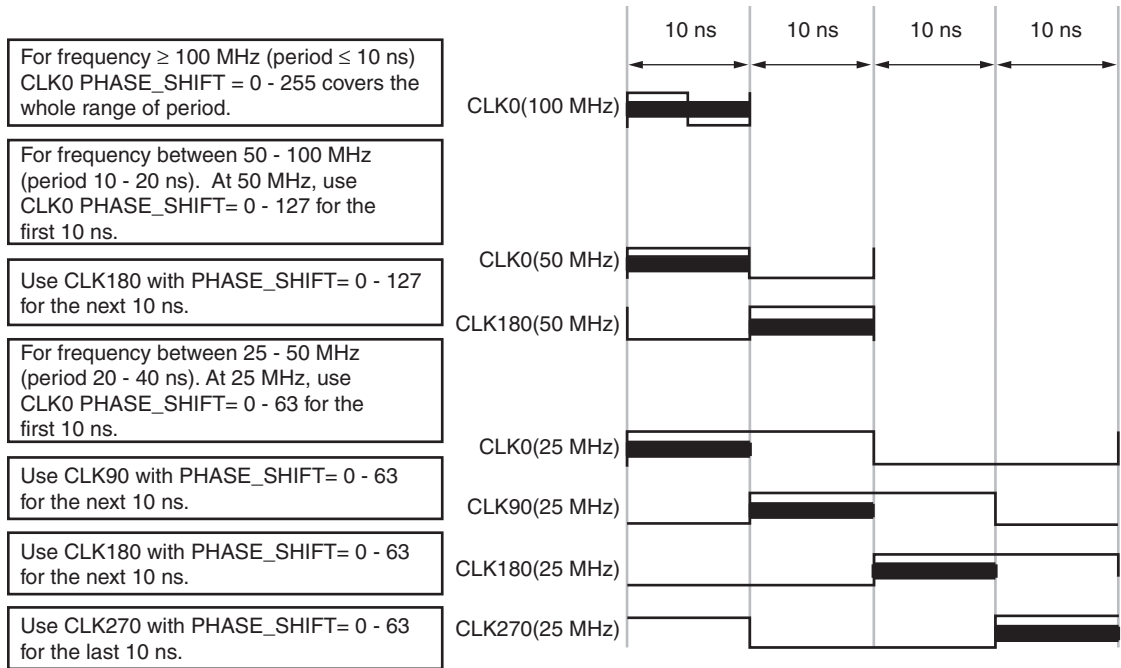 10 ns 10 ns 10 ns 10 ns
For frequency ≥ 100 MHz (period ≤ 10 ns)
CLK0 PHASE_SHIFT = 0 - 255 covers the
whole range of period.
CLK0(100 MHz)
For frequency between 50 - 100 MHz
(period 10 - 20 ns). At 50 MHz, use
CLK0 PHASE_SHIFT= 0 - 127 for the
first 10 ns.
CLK0(50 MHz)
Use CLK180 with PHASE_SHIFT= 0 - 127
for the next 10 ns.
CLK180(50 MHz)
For frequency between 25 - 50 MHz
(period 20 - 40 ns). At 25 MHz, use
CLK0 PHASE_SHIFT= 0 - 63 for the
first 10 ns.
CLK0(25 MHz)
Use CLK90 with PHASE_SHIFT= 0 - 63
for the next 10 ns.
CLK90(25 MHz)
Use CLK180 with PHASE_SHIFT= 0 - 63
for the next 10 ns.
CLK180(25 MHz)
Use CLK270 with PHASE_SHIFT= 0 - 63
for the last 10 ns.
CLK270(25 MHz)